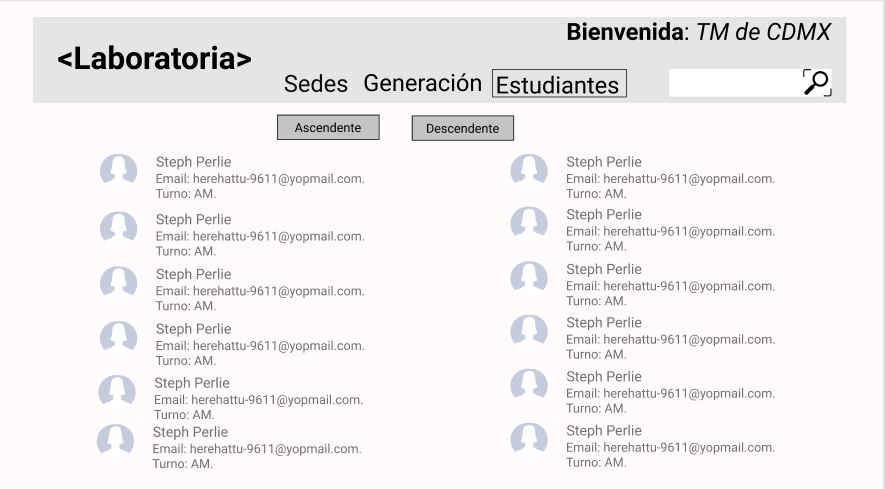 Bienvenida: TM de CDMX
<Laboratoria>
Sedes Generación Estudiantes
Ascendente Descendente
Steph Perlie
Email: herehattu-9611@yopmail.com.
Turno: AM.
Steph Perlie
Email: herehattu-9611@yopmail.com.
Turno: AM.
Steph Perlie
Email: herehattu-9611@yopmail.com.
Turno: AM.
Steph Perlie
Email: herehattu-9611@yopmail.com.
Turno: AM.
Steph Perlie
Email: herehattu-9611@yopmail.com.
Turno: AM.
Steph Perlie
Email: herehattu-9611@yopmail.com.
Turno: AM.
Steph Perlie
Email: herehattu-9611@yopmail.com.
Turno: AM.
Steph Perlie
Email: herehattu-9611@yopmail.com.
Turno: AM.
Steph Perlie
Email: herehattu-9611@yopmail.com.
Turno: AM.
Steph Perlie
Email: herehattu-9611@yopmail.com.
Turno: AM.
Steph Perlie
Email: herehattu-9611@yopmail.com.
Turno: AM.
Steph Perlie
Email: herehattu-9611@yopmail.com.
Turno: AM.